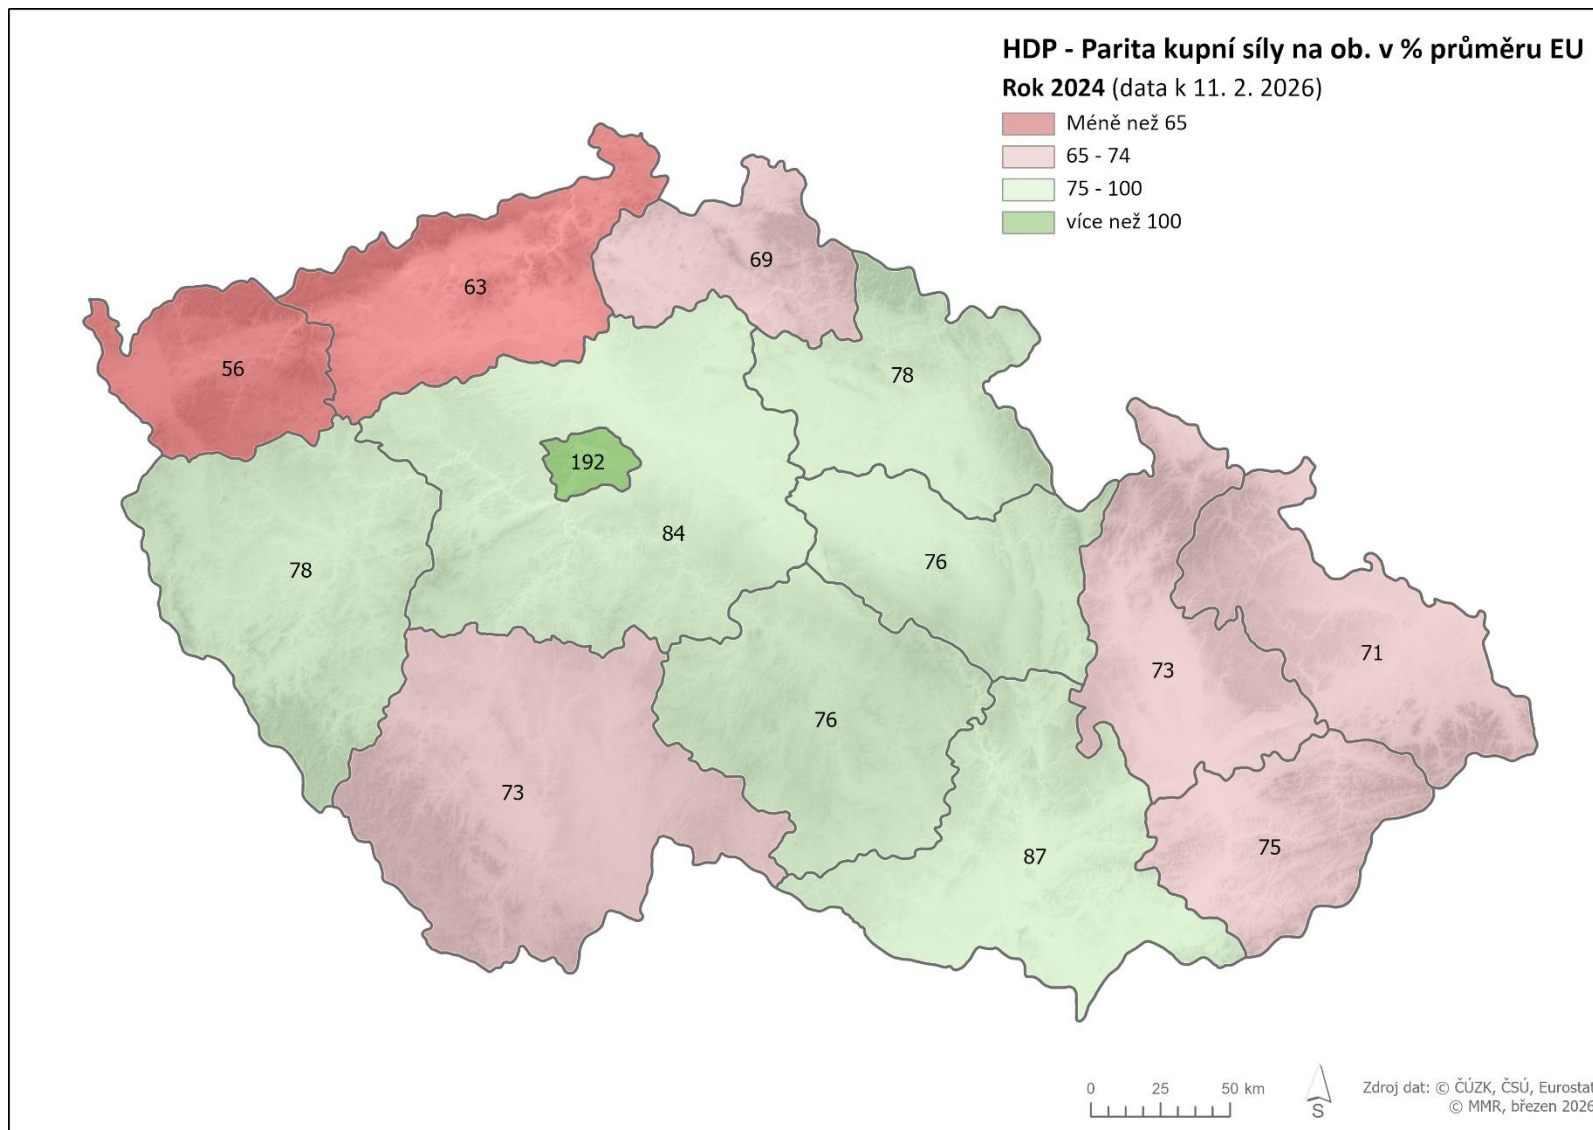 HDP - Parita kupní síly na ob. v % průměru EU
Rok 2024 (data k 11. 2. 2026)
Méně než 65
65 - 74
75 - 100
více než 100
69
63
56
78
192
84
76
78
71
73
76
73
75
87
0 25 50 km
S
Zdroj dat: © ČÚZK, ČSÚ, Eurostat
© MMR, březen 2026